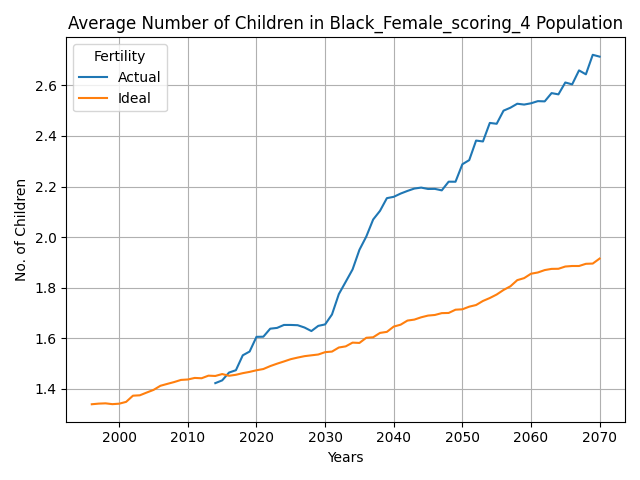 Average Number of Children in Black_Female_scoring_4 Population
Fertility
Actual
Ideal
No. of Children
2.6
2.4
2.2
2.0
1.8
1.6
1.4
2000 2010 2020 2030 2040 2050 2060 2070
Years